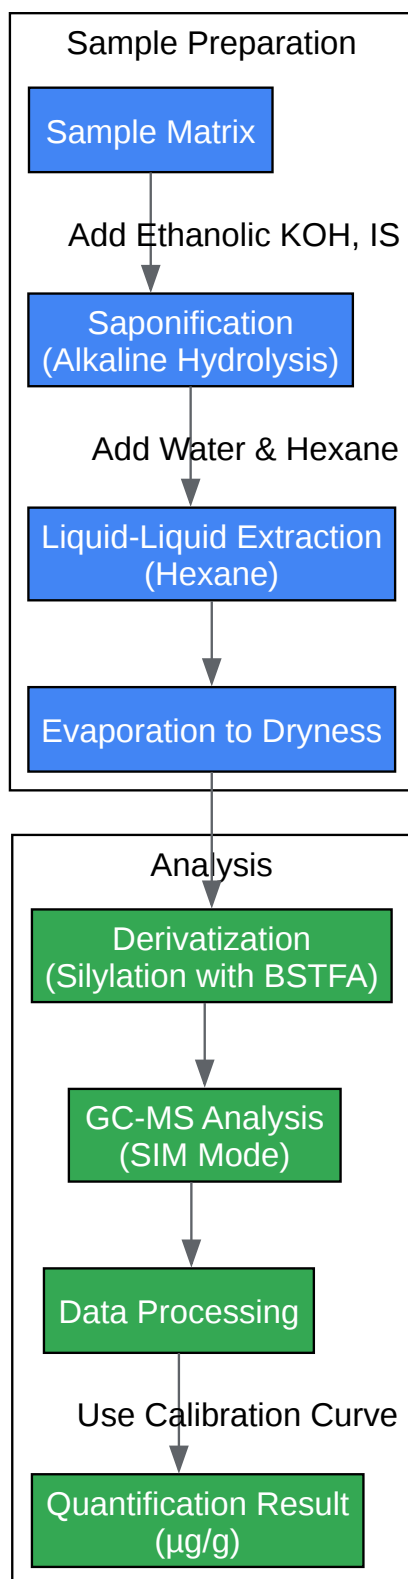 Sample Preparation
Sample Matrix
Add Ethanolic KOH, IS
Saponification
(Alkaline Hydrolysis)
Add Water & Hexane
Liquid-Liquid Extraction
(Hexane)
Evaporation to Dryness
Analysis
Derivatization
(Silylation with BSTFA)
GC-MS Analysis
(SIM Mode)
Data Processing
Use Calibration Curve
Quantification Result
(µg/g)